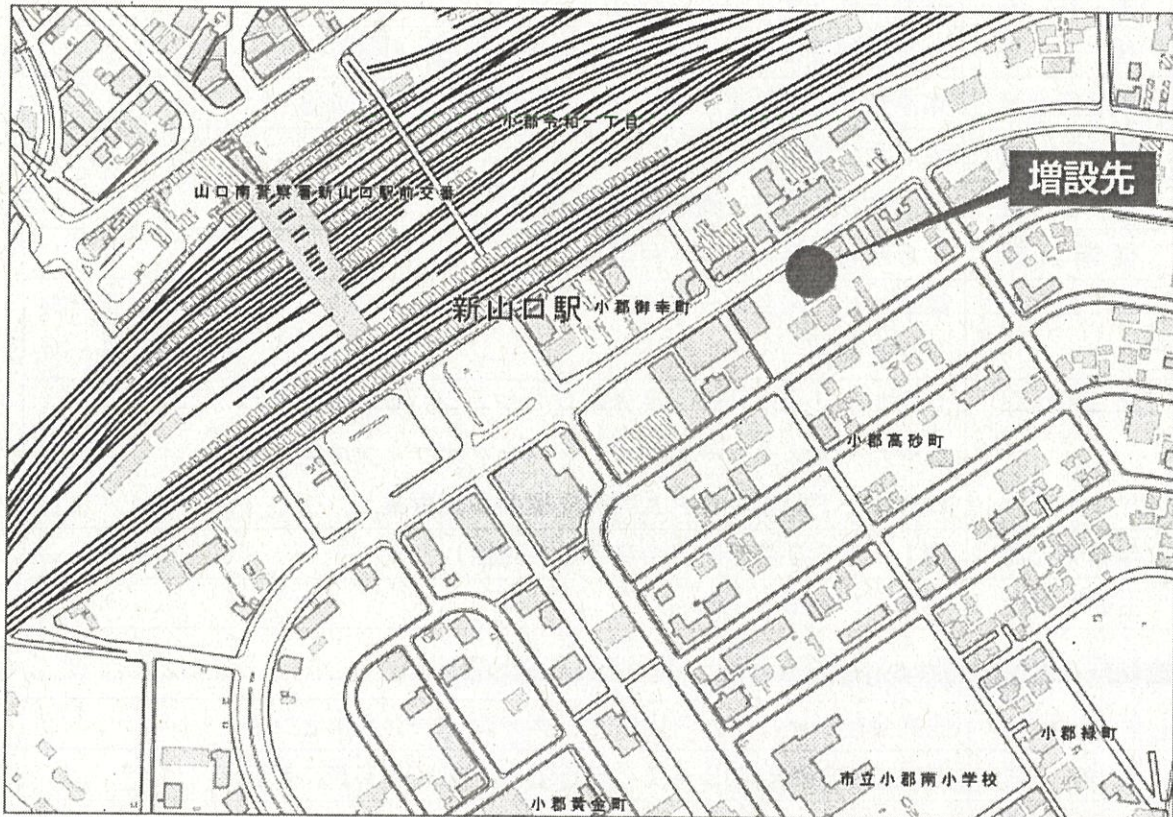 小郡令和一丁目
増設先
山口南警察署新山口駅前交番
新山口駅
小郡御幸町
小郡高砂町
小郡緑町
市立小郡南小学校
小郡黄金町